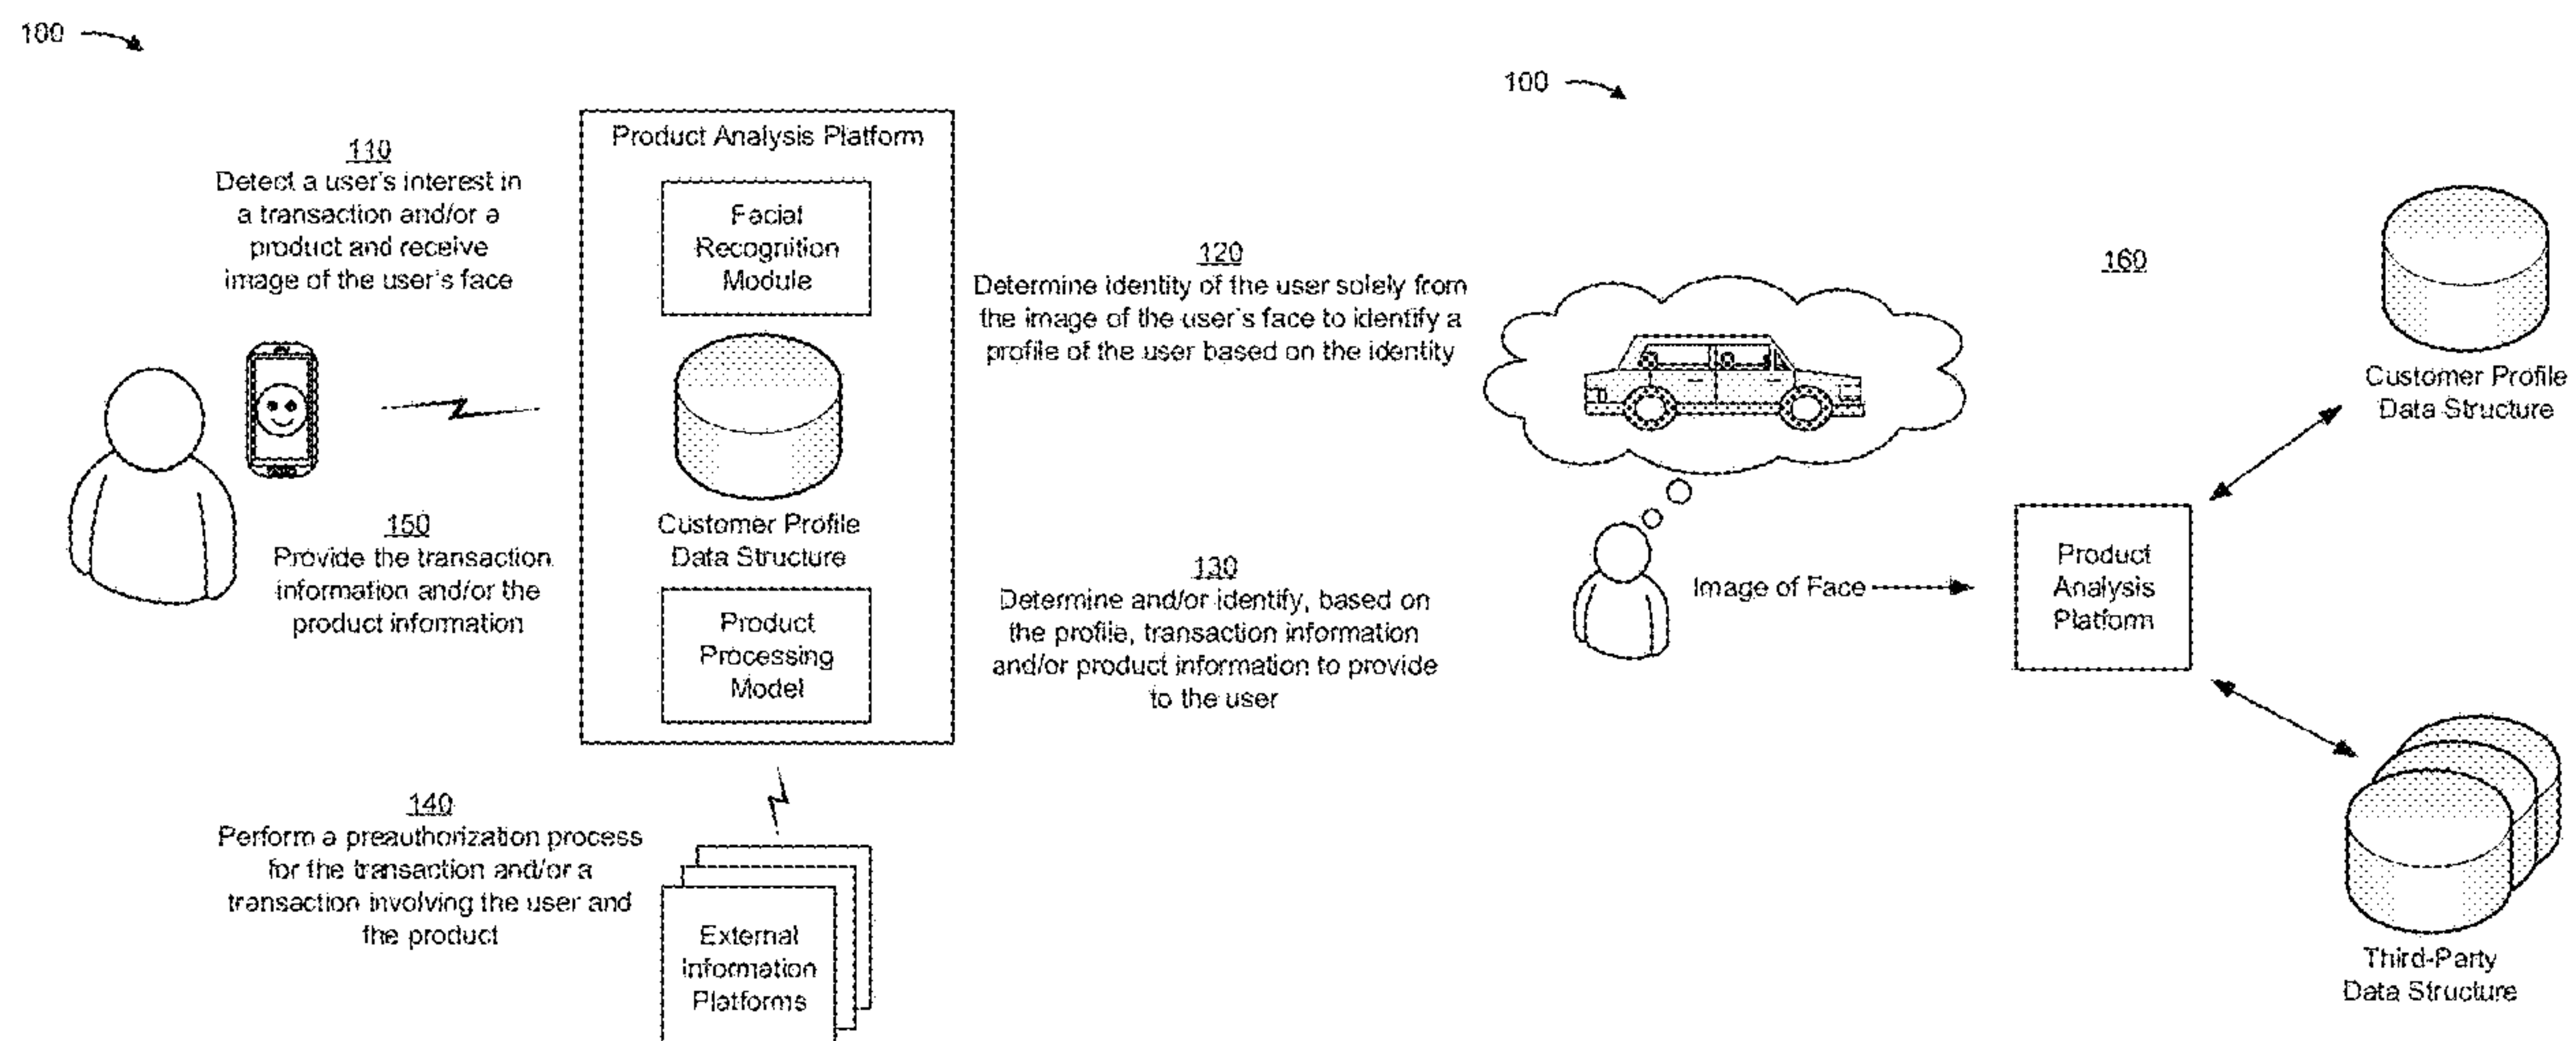 100
110
Detect a user's interest in
a transaction and/or a
product and receive
image of the user's face
150
Provide the transaction
information and/or the
product information
Product Analysis Platform
Facial
Recognition
Module
Customer Profile
Data Structure
Product
Processing
Model
120
Determine identity of the user solely from
the image of the user's face to identify a
profile of the user based on the identity
130
Determine and/or identify, based on
the profile, transaction information
and/or product information to provide
to the user
140
Perform a preauthorization process
for the transaction and/or a
transaction involving the user and
the product
External
Information
Platforms
100
160
Image of Face
Product
Analysis
Platform
Customer Profile
Data Structure
Third-Party
Data Structure